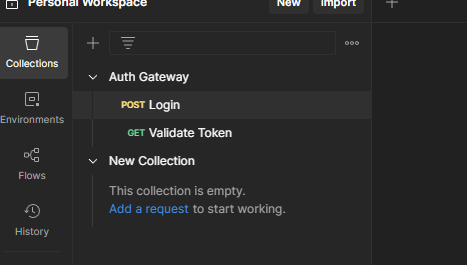 Personal Workspace
New
Import
Collections
Environments
Flows
History
Auth Gateway
POST Login
GET Validate Token
New Collection
This collection is empty.
Add a request to start working.